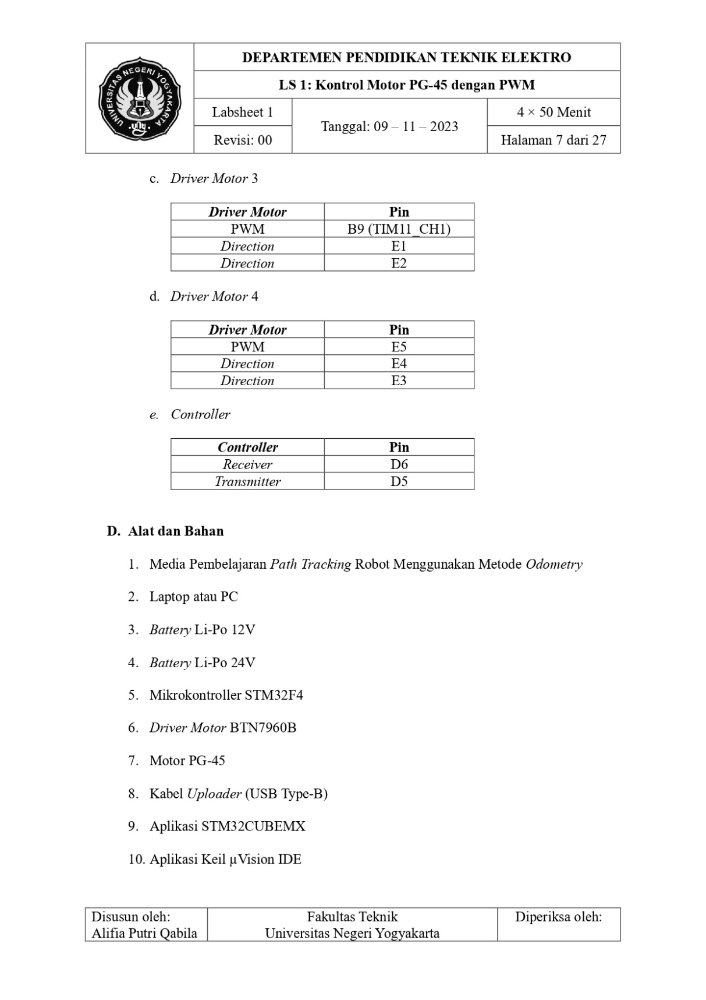 UNIVERSITAS NEGERI YOGYAKARTA
uny
DEPARTEMEN PENDIDIKAN TEKNIK ELEKTRO
LS 1: Kontrol Motor PG-45 dengan PWM
Labsheet 1
Tanggal: 09 – 11 – 2023
4 × 50 Menit
Revisi: 00
Halaman 7 dari 27
c. Driver Motor 3
Driver Motor Pin
PWM B9 (TIM11_CH1)
Direction E1
Direction E2
d. Driver Motor 4
Driver Motor Pin
PWM E5
Direction E4
Direction E3
e. Controller
Controller Pin
Receiver D6
Transmitter D5
D. Alat dan Bahan
1. Media Pembelajaran Path Tracking Robot Menggunakan Metode Odometry
2. Laptop atau PC
3. Battery Li-Po 12V
4. Battery Li-Po 24V
5. Mikrokontroller STM32F4
6. Driver Motor BTN7960B
7. Motor PG-45
8. Kabel Uploader (USB Type-B)
9. Aplikasi STM32CUBEMX
10. Aplikasi Keil µVision IDE
Disusun oleh:
Alifia Putri Qabila
Fakultas Teknik
Universitas Negeri Yogyakarta
Diperiksa oleh: